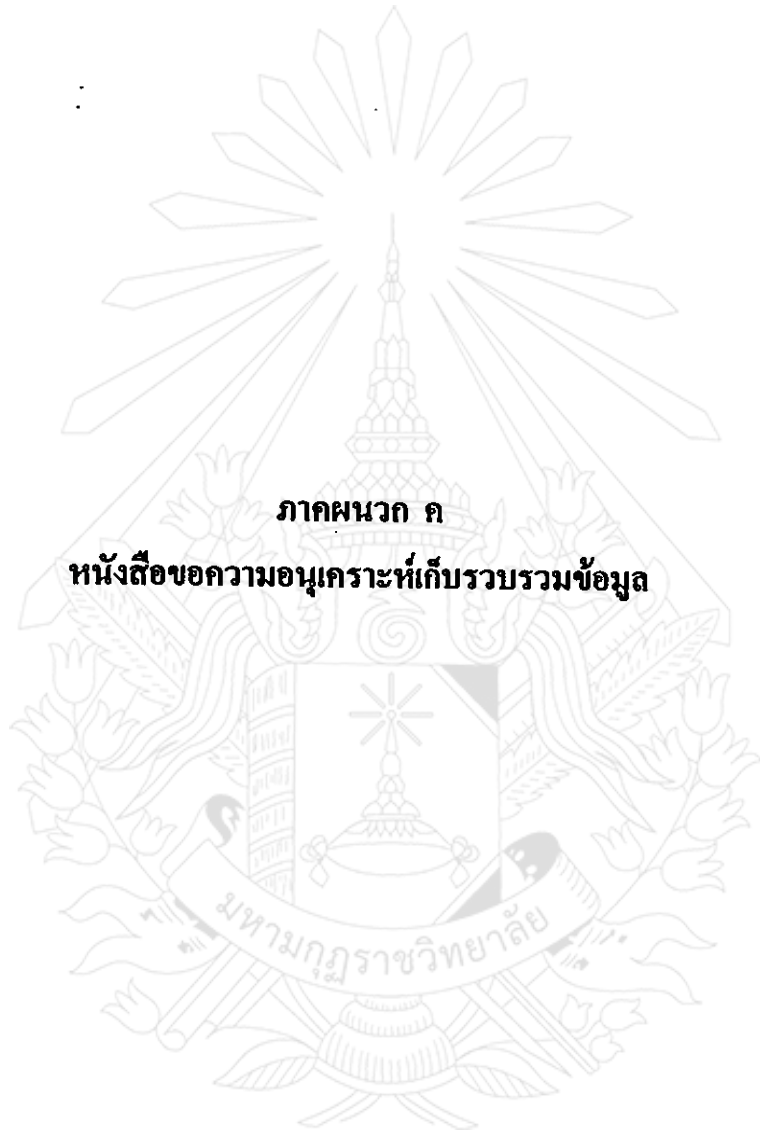 ภาคผนวก ค
หนังสือขอความอนุเคราะห์เก็บรวบรวมข้อมูล
มหามกุฏราชวิทยาลัย